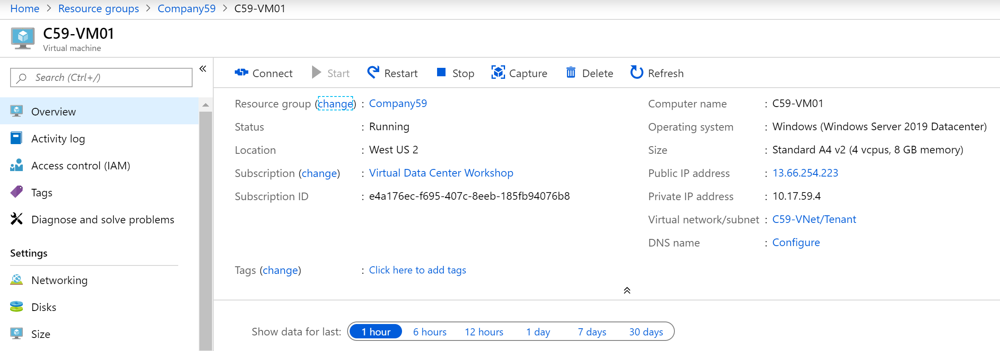 Home > Resource groups > Company59 > C59-VM01
C59-VM01
Virtual machine
Search (Ctrl+/)
Overview
Activity log
Access control (IAM)
Tags
Diagnose and solve problems
Settings
Networking
Disks
Size
Connect Start Restart Stop Capture Delete Refresh
Resource group (change) : Company59
Status : Running
Location : West US 2
Subscription (change) : Virtual Data Center Workshop
Subscription ID : e4a176ec-f695-407c-8eeb-185fb94076b8
Computer name : C59-VM01
Operating system : Windows (Windows Server 2019 Datacenter)
Size : Standard A4 v2 (4 vcpus, 8 GB memory)
Public IP address : 13.66.254.223
Private IP address : 10.17.59.4
Virtual network/subnet : C59-VNet/Tenant
DNS name : Configure
Tags (change) : Click here to add tags
Show data for last: 1 hour 6 hours 12 hours 1 day 7 days 30 days